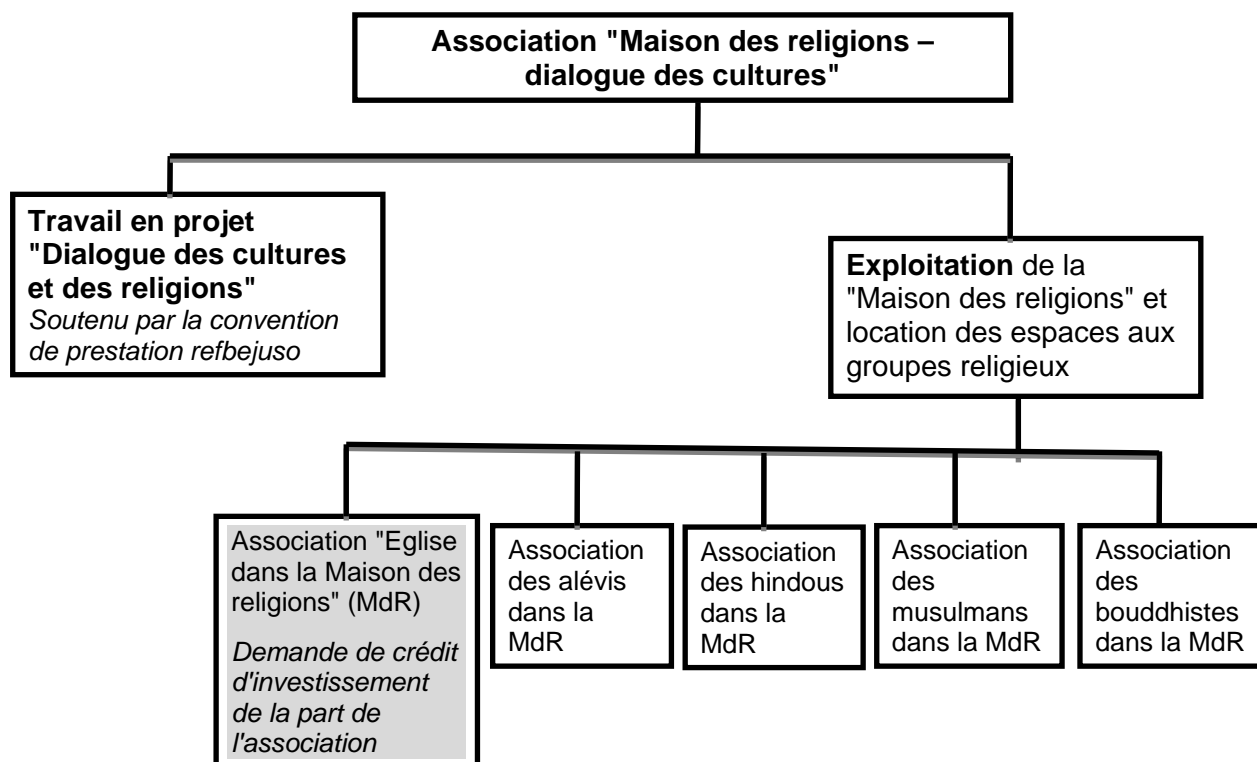 Association "Maison des religions –
dialogue des cultures"
Travail en projet
"Dialogue des cultures
et des religions"
Soutenu par la convention
de prestation refbejuso
Exploitation de la
"Maison des religions" et
location des espaces aux
groupes religieux
Association "Eglise
dans la Maison des
religions" (MdR)
Demande de crédit
d'investissement
de la part de
l'association
Association
des alévis
dans la
MdR
Association
des hindous
dans la
MdR
Association
des
musulmans
dans la MdR
Association
des
bouddhistes
dans la MdR